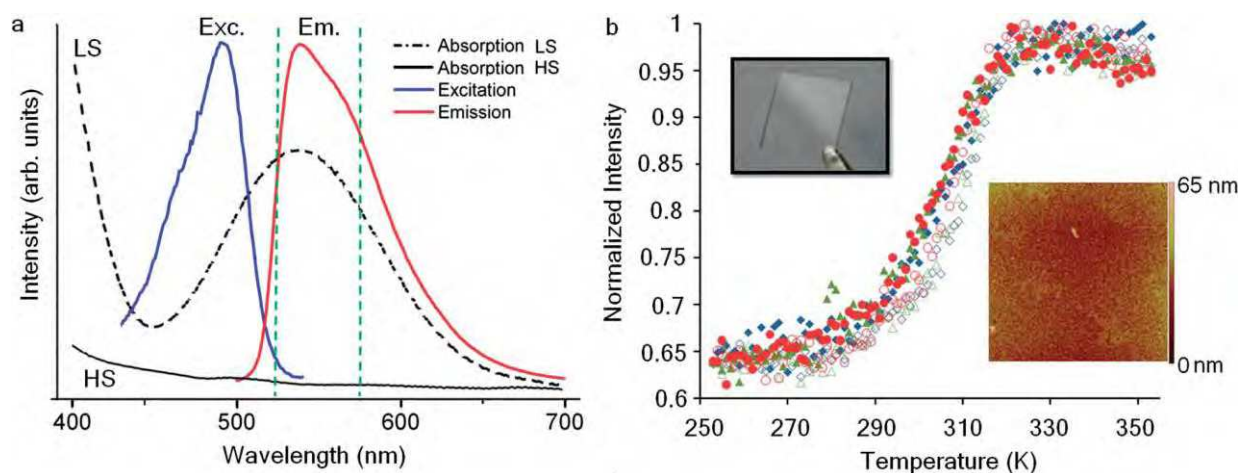 a
LS
Exc.
Em.
Absorption LS
Absorption HS
Excitation
Emission
HS
Intensity (arb. units)
400
500
600
700
Wavelength (nm)
b
Normalized Intensity
1
0.95
0.9
0.85
0.8
0.75
0.7
0.65
0.6
65 nm
0 nm
250
270
290
310
330
350
Temperature (K)